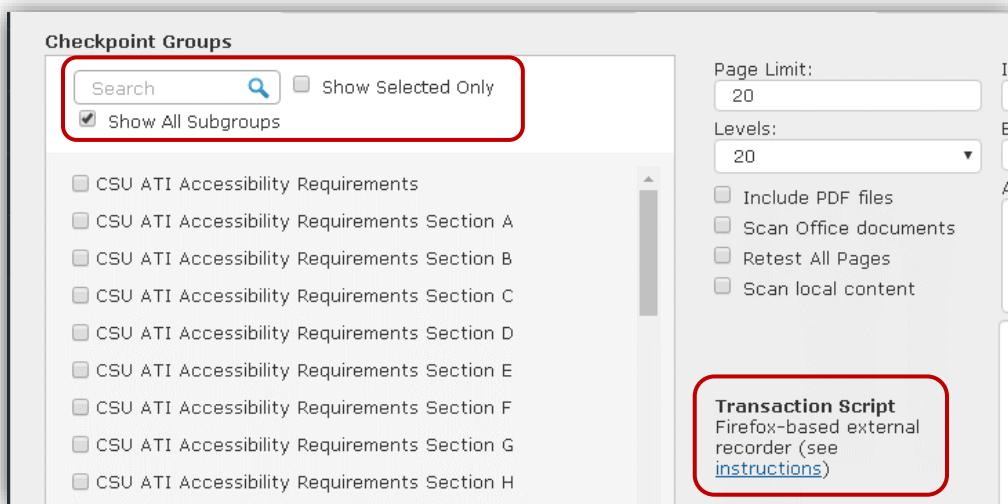 Checkpoint Groups
Search
Show Selected Only
Show All Subgroups
CSU ATI Accessibility Requirements
CSU ATI Accessibility Requirements Section A
CSU ATI Accessibility Requirements Section B
CSU ATI Accessibility Requirements Section C
CSU ATI Accessibility Requirements Section D
CSU ATI Accessibility Requirements Section E
CSU ATI Accessibility Requirements Section F
CSU ATI Accessibility Requirements Section G
CSU ATI Accessibility Requirements Section H
Page Limit:
20
Levels:
20
Include PDF files
Scan Office documents
Retest All Pages
Scan local content
Transaction Script
Firefox-based external
recorder (see
instructions)